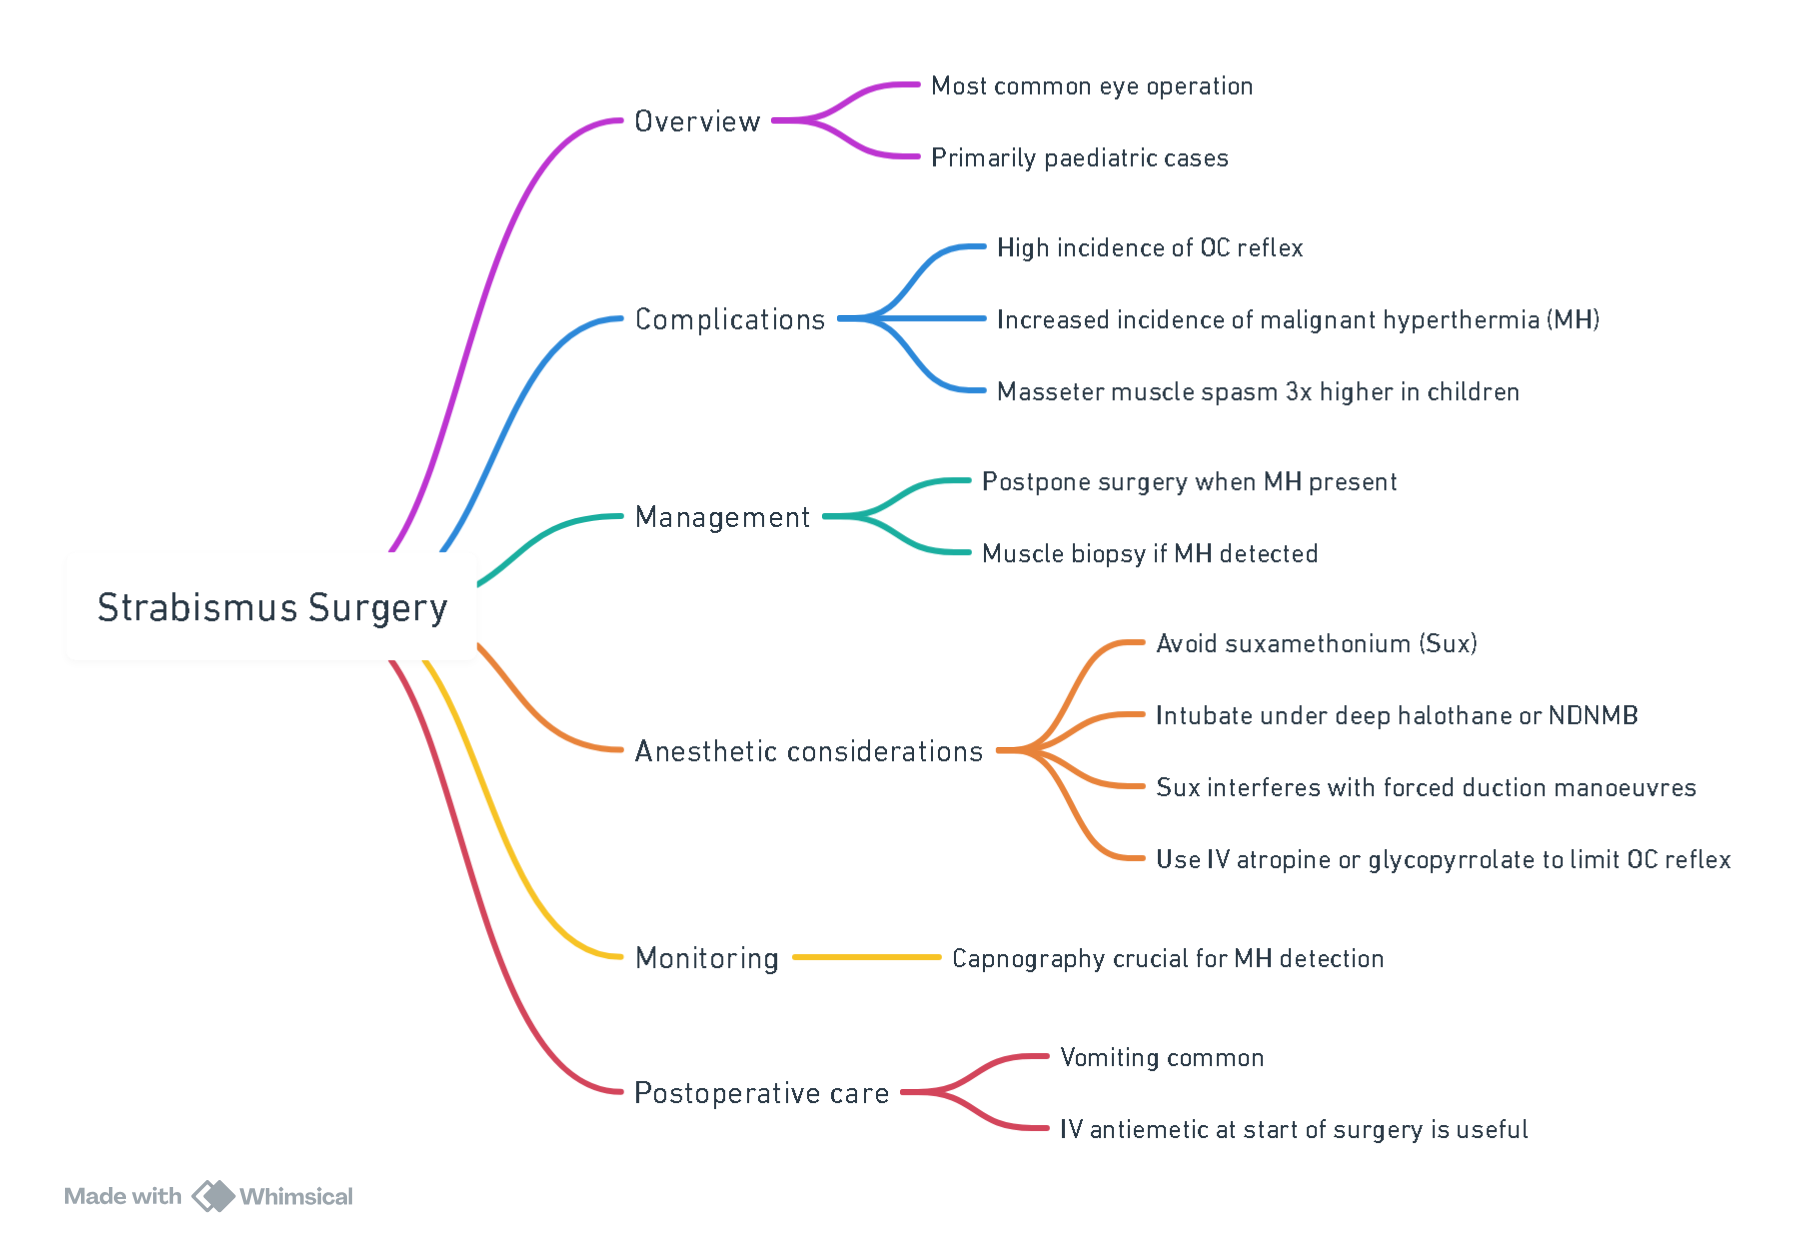 Strabismus Surgery
Overview
Most common eye operation
Primarily paediatric cases
Complications
High incidence of OC reflex
Increased incidence of malignant hyperthermia (MH)
Masseter muscle spasm 3x higher in children
Management
Postpone surgery when MH present
Muscle biopsy if MH detected
Anesthetic considerations
Avoid suxamethonium (Sux)
Intubate under deep halothane or NDNMB
Sux interferes with forced duction manoeuvres
Use IV atropine or glycopyrrolate to limit OC reflex
Monitoring
Capnography crucial for MH detection
Postoperative care
Vomiting common
IV antiemetic at start of surgery is useful
Made with Whimsical